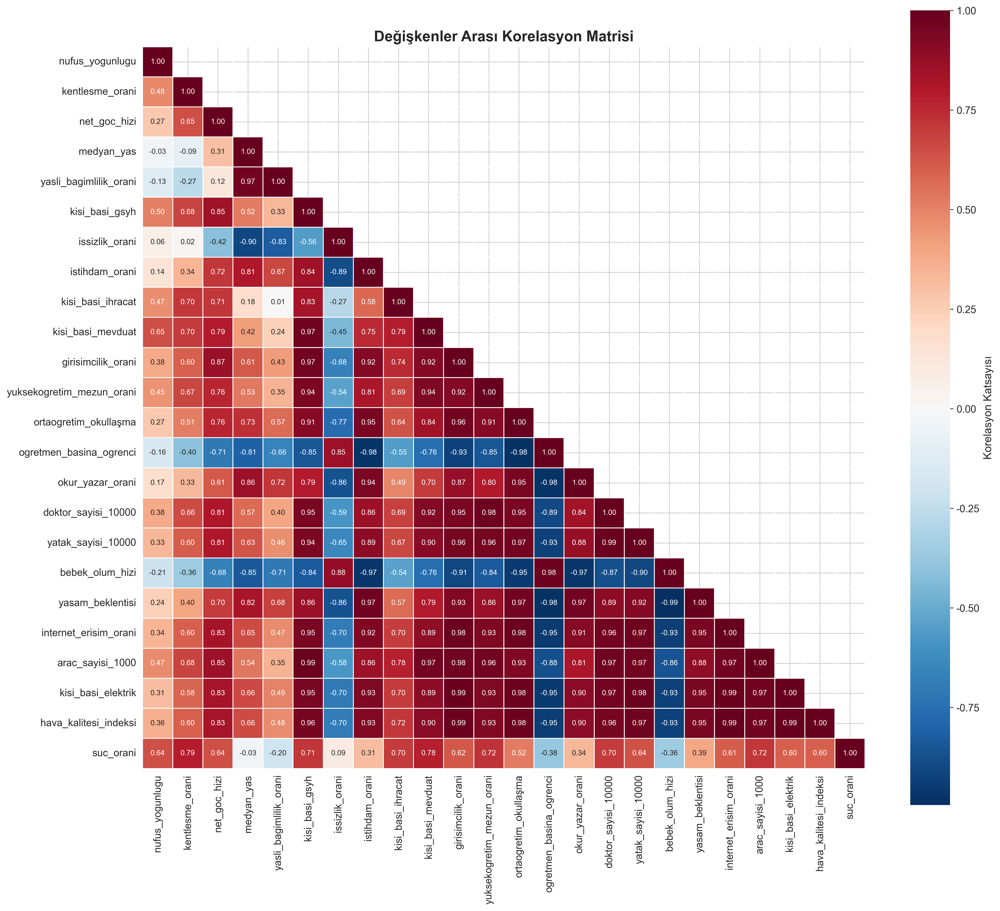 Değişkenler Arası Korelasyon Matrisi
nufus_yogunlugu 1.00
kentlesme_orani 0.48 1.00
net_goc_hizi 0.27 0.65 1.00
medyan_yas -0.03 -0.09 0.31 1.00
yasli_bagimlilik_orani -0.13 -0.27 0.12 0.97 1.00
kisi_basi_gsyh 0.50 0.68 0.85 0.52 0.33 1.00
issizlik_orani 0.06 0.02 -0.42 -0.90 -0.83 -0.56 1.00
istihdam_orani 0.14 0.34 0.72 0.81 0.67 0.84 -0.89 1.00
kisi_basi_ihracat 0.47 0.70 0.71 0.18 0.01 0.83 -0.27 0.58 1.00
kisi_basi_mevduat 0.65 0.70 0.79 0.42 0.24 0.97 -0.45 0.75 0.79 1.00
girisimcilik_orani 0.38 0.60 0.87 0.61 0.43 0.97 -0.68 0.92 0.74 0.92 1.00
yuksekogretim_mezun_orani 0.45 0.67 0.76 0.53 0.35 0.94 -0.54 0.81 0.69 0.94 0.92 1.00
ortaogretim_okullaşma 0.27 0.51 0.76 0.73 0.57 0.91 -0.77 0.95 0.64 0.84 0.96 0.91 1.00
ogretmen_basina_ogrenci -0.16 -0.40 -0.71 -0.81 -0.66 -0.85 0.85 -0.98 -0.55 -0.76 -0.93 -0.85 -0.98 1.00
okur_yazar_orani 0.17 0.33 0.61 0.86 0.72 0.79 -0.86 0.94 0.49 0.70 0.87 0.80 0.95 -0.98 1.00
doktor_sayisi_10000 0.38 0.66 0.81 0.57 0.40 0.95 -0.59 0.86 0.69 0.92 0.95 0.98 0.95 -0.89 0.84 1.00
yatak_sayisi_10000 0.33 0.60 0.81 0.63 0.46 0.94 -0.65 0.89 0.67 0.90 0.96 0.96 0.97 -0.93 0.88 0.99 1.00
bebek_olum_hizi -0.21 -0.36 -0.68 -0.85 -0.71 -0.84 0.88 -0.97 -0.54 -0.76 -0.91 -0.84 -0.95 0.98 -0.97 -0.87 -0.90 1.00
yasam_beklentisi 0.24 0.40 0.70 0.82 0.68 0.86 -0.86 0.97 0.57 0.79 0.93 0.86 0.97 -0.98 0.97 0.89 0.92 -0.99 1.00
internet_erisim_orani 0.34 0.60 0.83 0.65 0.47 0.95 -0.70 0.92 0.70 0.89 0.98 0.93 0.98 -0.95 0.91 0.96 0.97 -0.93 0.95 1.00
arac_sayisi_1000 0.47 0.68 0.85 0.54 0.35 0.99 -0.58 0.86 0.78 0.97 0.98 0.96 0.93 -0.88 0.81 0.97 0.97 -0.86 0.88 0.97 1.00
kisi_basi_elektrik 0.31 0.58 0.83 0.66 0.49 0.95 -0.70 0.93 0.70 0.89 0.99 0.93 0.98 -0.95 0.90 0.97 0.98 -0.93 0.95 0.99 0.97 1.00
hava_kalitesi_indeksi 0.36 0.60 0.83 0.66 0.48 0.96 -0.70 0.93 0.72 0.90 0.99 0.93 0.98 -0.95 0.90 0.96 0.97 -0.93 0.95 0.99 0.97 0.99 1.00
suc_orani 0.64 0.79 0.64 -0.03 -0.20 0.71 0.09 0.31 0.70 0.78 0.62 0.72 0.52 -0.38 0.34 0.70 0.64 -0.36 0.39 0.61 0.72 0.60 0.60 1.00
nufus_yogunlugu
kentlesme_orani
net_goc_hizi
medyan_yas
yasli_bagimlilik_orani
kisi_basi_gsyh
issizlik_orani
istihdam_orani
kisi_basi_ihracat
kisi_basi_mevduat
girisimcilik_orani
yuksekogretim_mezun_orani
ortaogretim_okullaşma
ogretmen_basina_ogrenci
okur_yazar_orani
doktor_sayisi_10000
yatak_sayisi_10000
bebek_olum_hizi
yasam_beklentisi
internet_erisim_orani
arac_sayisi_1000
kisi_basi_elektrik
hava_kalitesi_indeksi
suc_orani
1.00
0.75
0.50
0.25
0.00
-0.25
-0.50
-0.75
Korelasyon Katsayısı